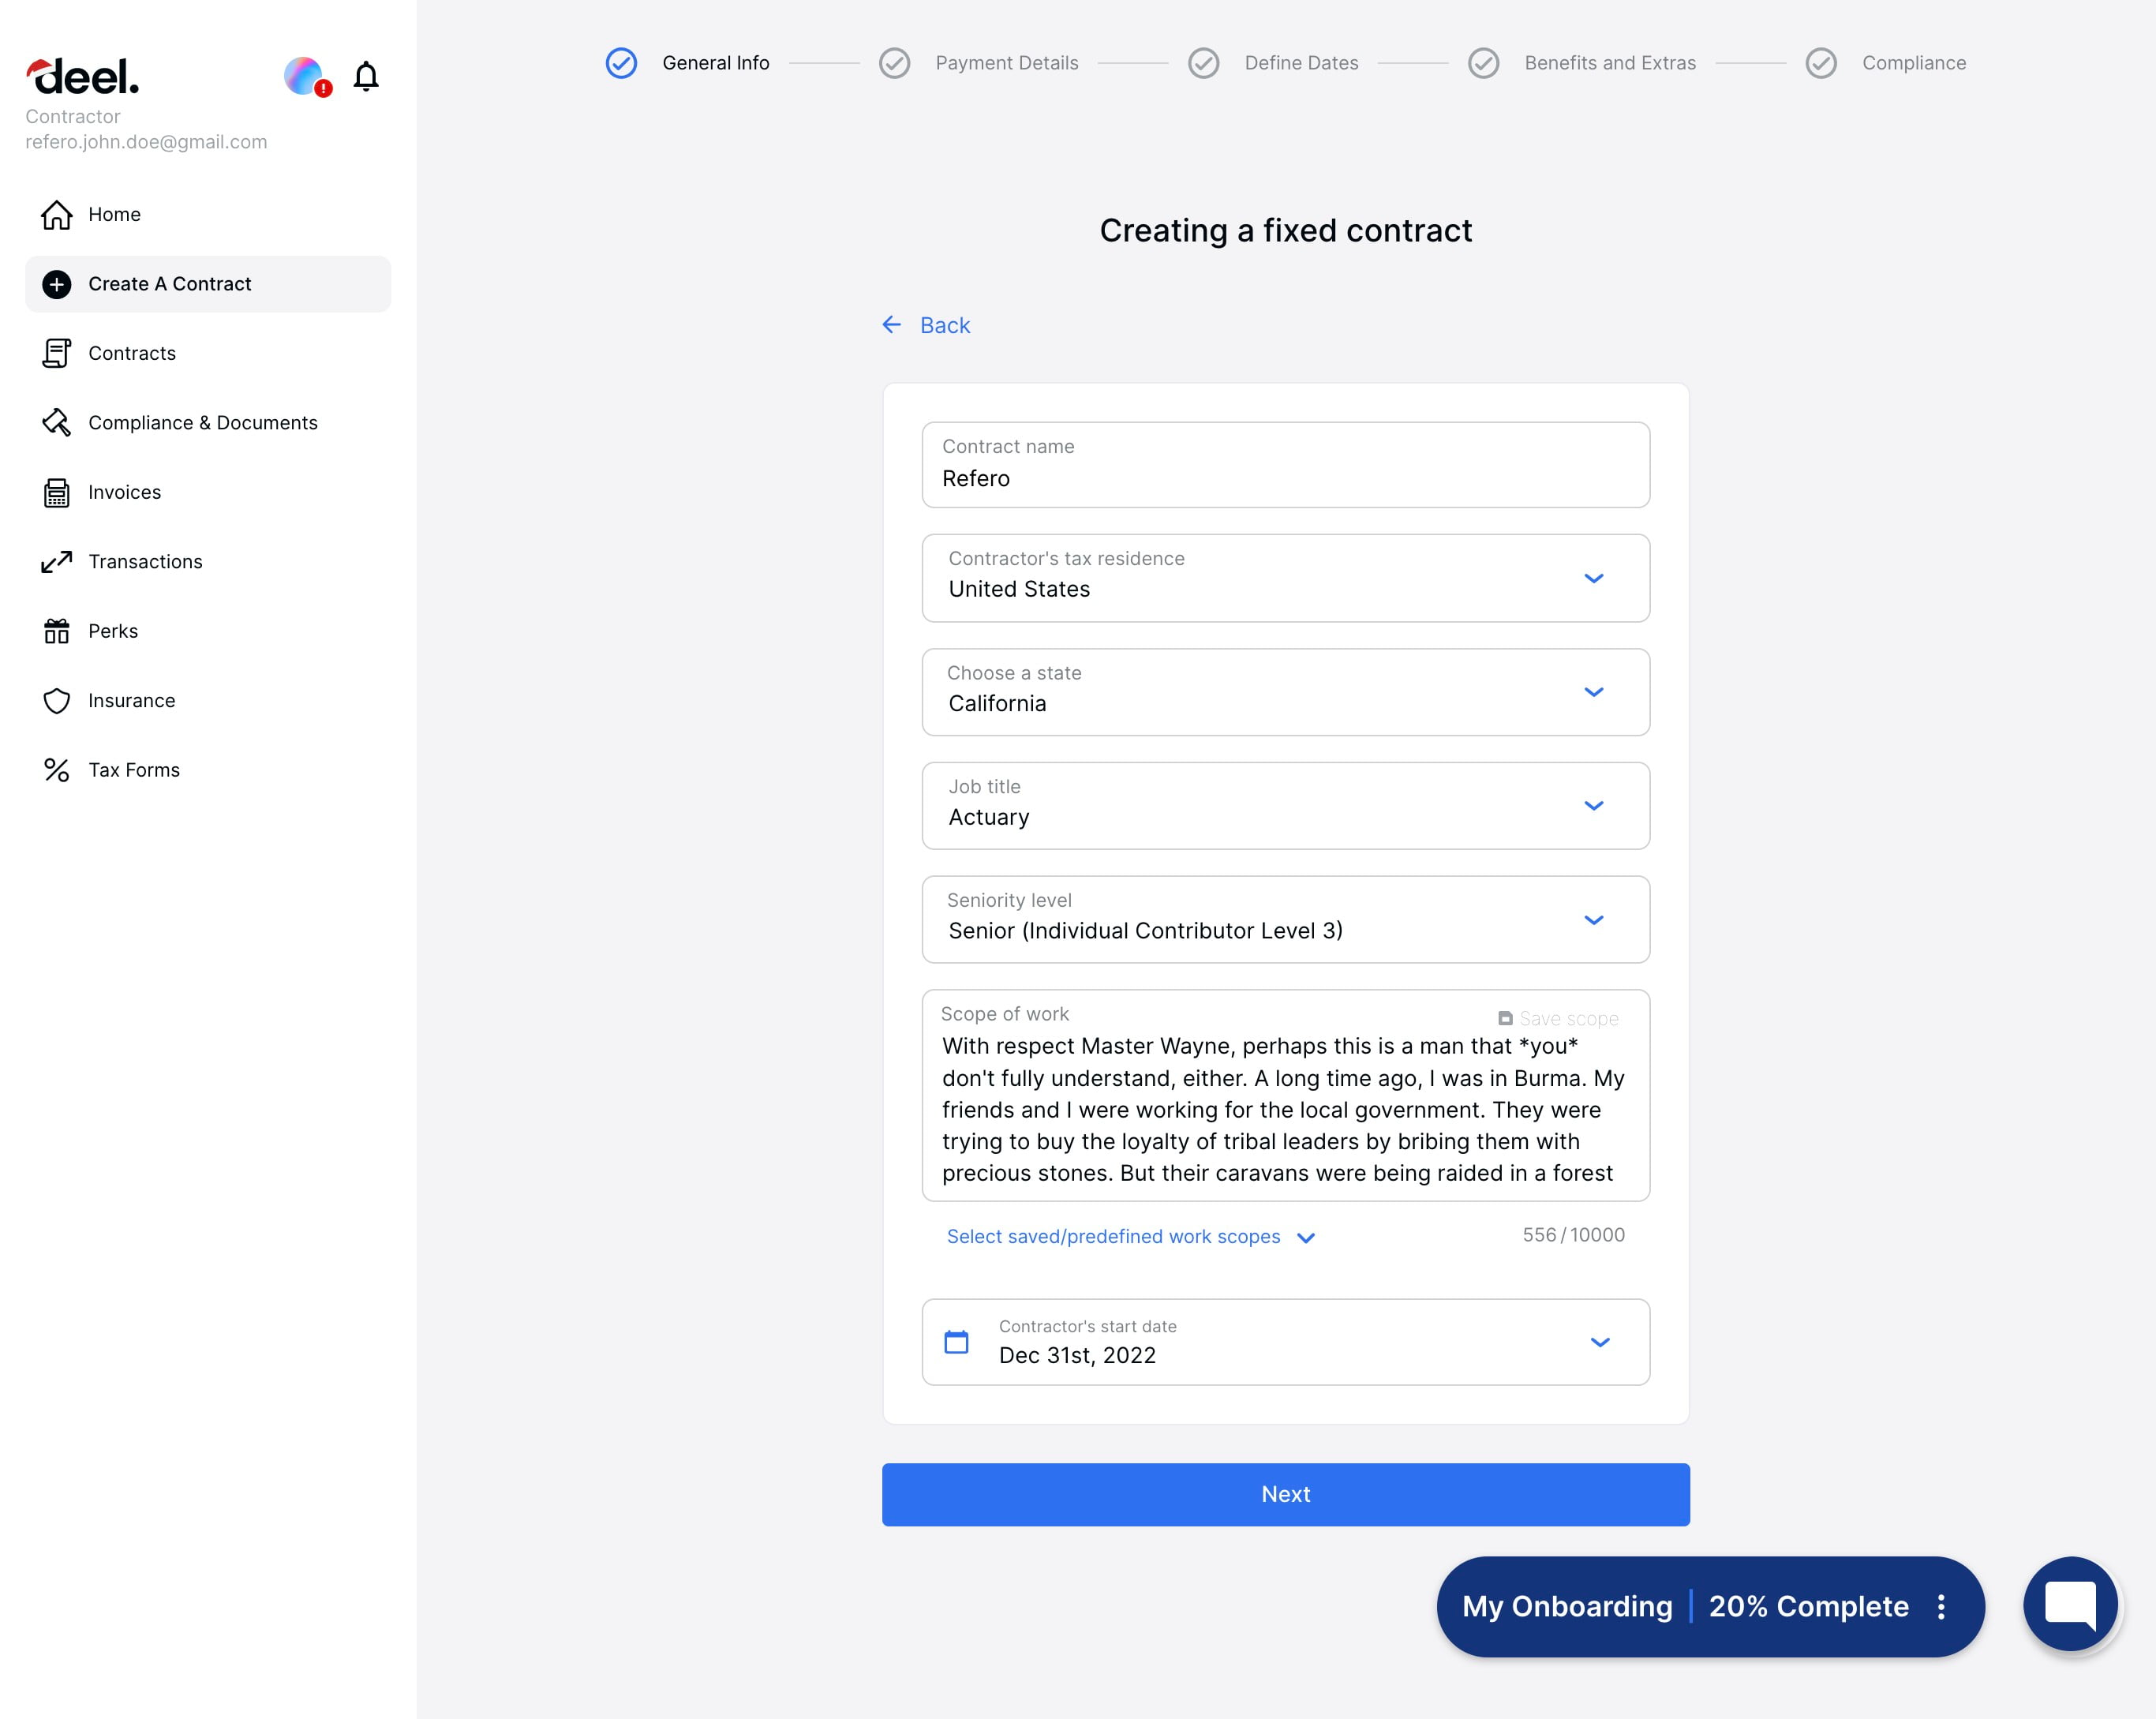 deel.
Contractor
refero.john.doe@gmail.com
Home
Create A Contract
Contracts
Compliance & Documents
Invoices
Transactions
Perks
Insurance
Tax Forms
General Info
Payment Details
Define Dates
Benefits and Extras
Compliance
Creating a fixed contract
Back
Contract name
Refero
Contractor's tax residence
United States
Choose a state
California
Job title
Actuary
Seniority level
Senior (Individual Contributor Level 3)
Scope of work
Save scope
With respect Master Wayne, perhaps this is a man that *you*
don't fully understand, either. A long time ago, I was in Burma. My
friends and I were working for the local government. They were
trying to buy the loyalty of tribal leaders by bribing them with
precious stones. But their caravans were being raided in a forest
Select saved/predefined work scopes
556 / 10000
Contractor's start date
Dec 31st, 2022
Next
My Onboarding | 20% Complete